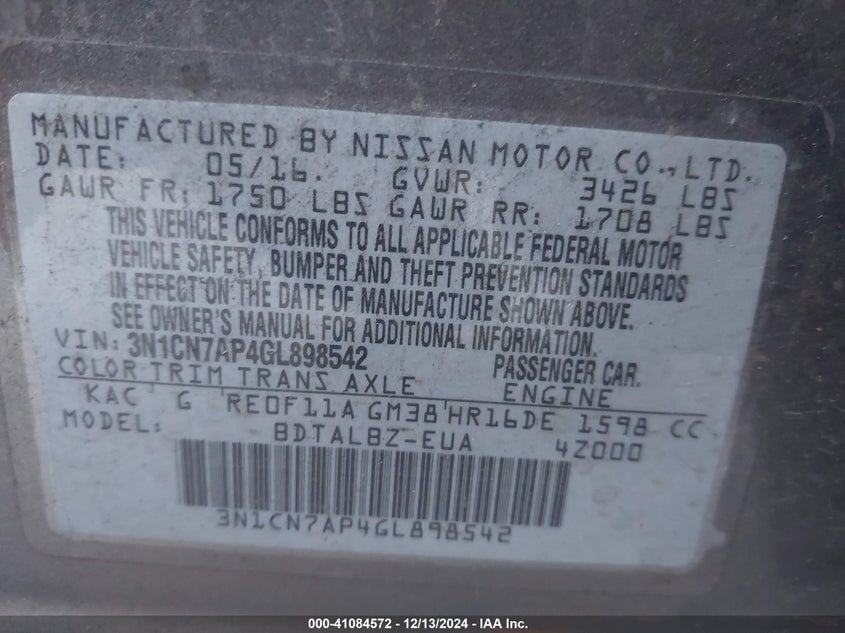 MANUFACTURED BY NISSAN MOTOR CO., LTD.
DATE: 05/16. GVWR: 3426 LBS
GAWR FR: 1750 LBS GAWR RR: 1708 LBS
THIS VEHICLE CONFORMS TO ALL APPLICABLE FEDERAL MOTOR
VEHICLE SAFETY, BUMPER AND THEFT PREVENTION STANDARDS
IN EFFECT ON THE DATE OF MANUFACTURE SHOWN ABOVE.
SEE OWNER'S MANUAL FOR ADDITIONAL INFORMATION.
VIN: 3N1CN7AP4GL898542 PASSENGER CAR.
COLOR TRIM TRANS AXLE ENGINE
KAC G RE0F11A GM38 HR16DE 1598 CC
MODEL: BDTALBZ-EUA 4Z000
3N1CN7AP4GL898542
000-41084572 - 12/13/2024 - IAA Inc.